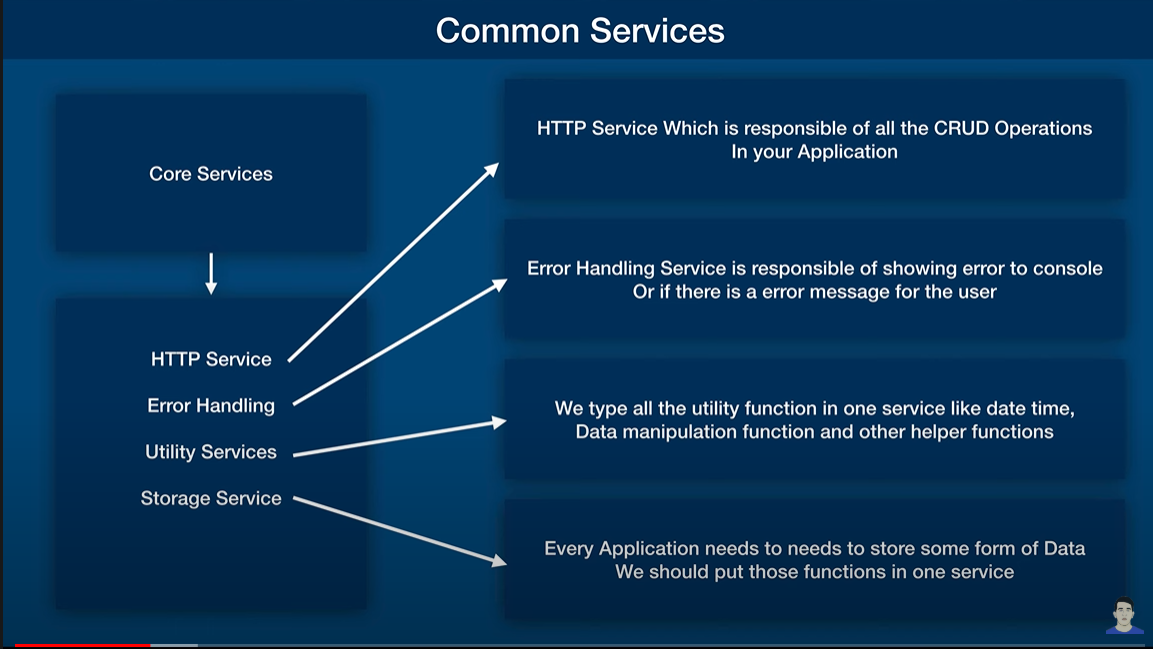 Common Services
Core Services
HTTP Service
Error Handling
Utility Services
Storage Service
HTTP Service Which is responsible of all the CRUD Operations
In your Application
Error Handling Service is responsible of showing error to console
Or if there is a error message for the user
We type all the utility function in one service like date time,
Data manipulation function and other helper functions
Every Application needs to needs to store some form of Data
We should put those functions in one service